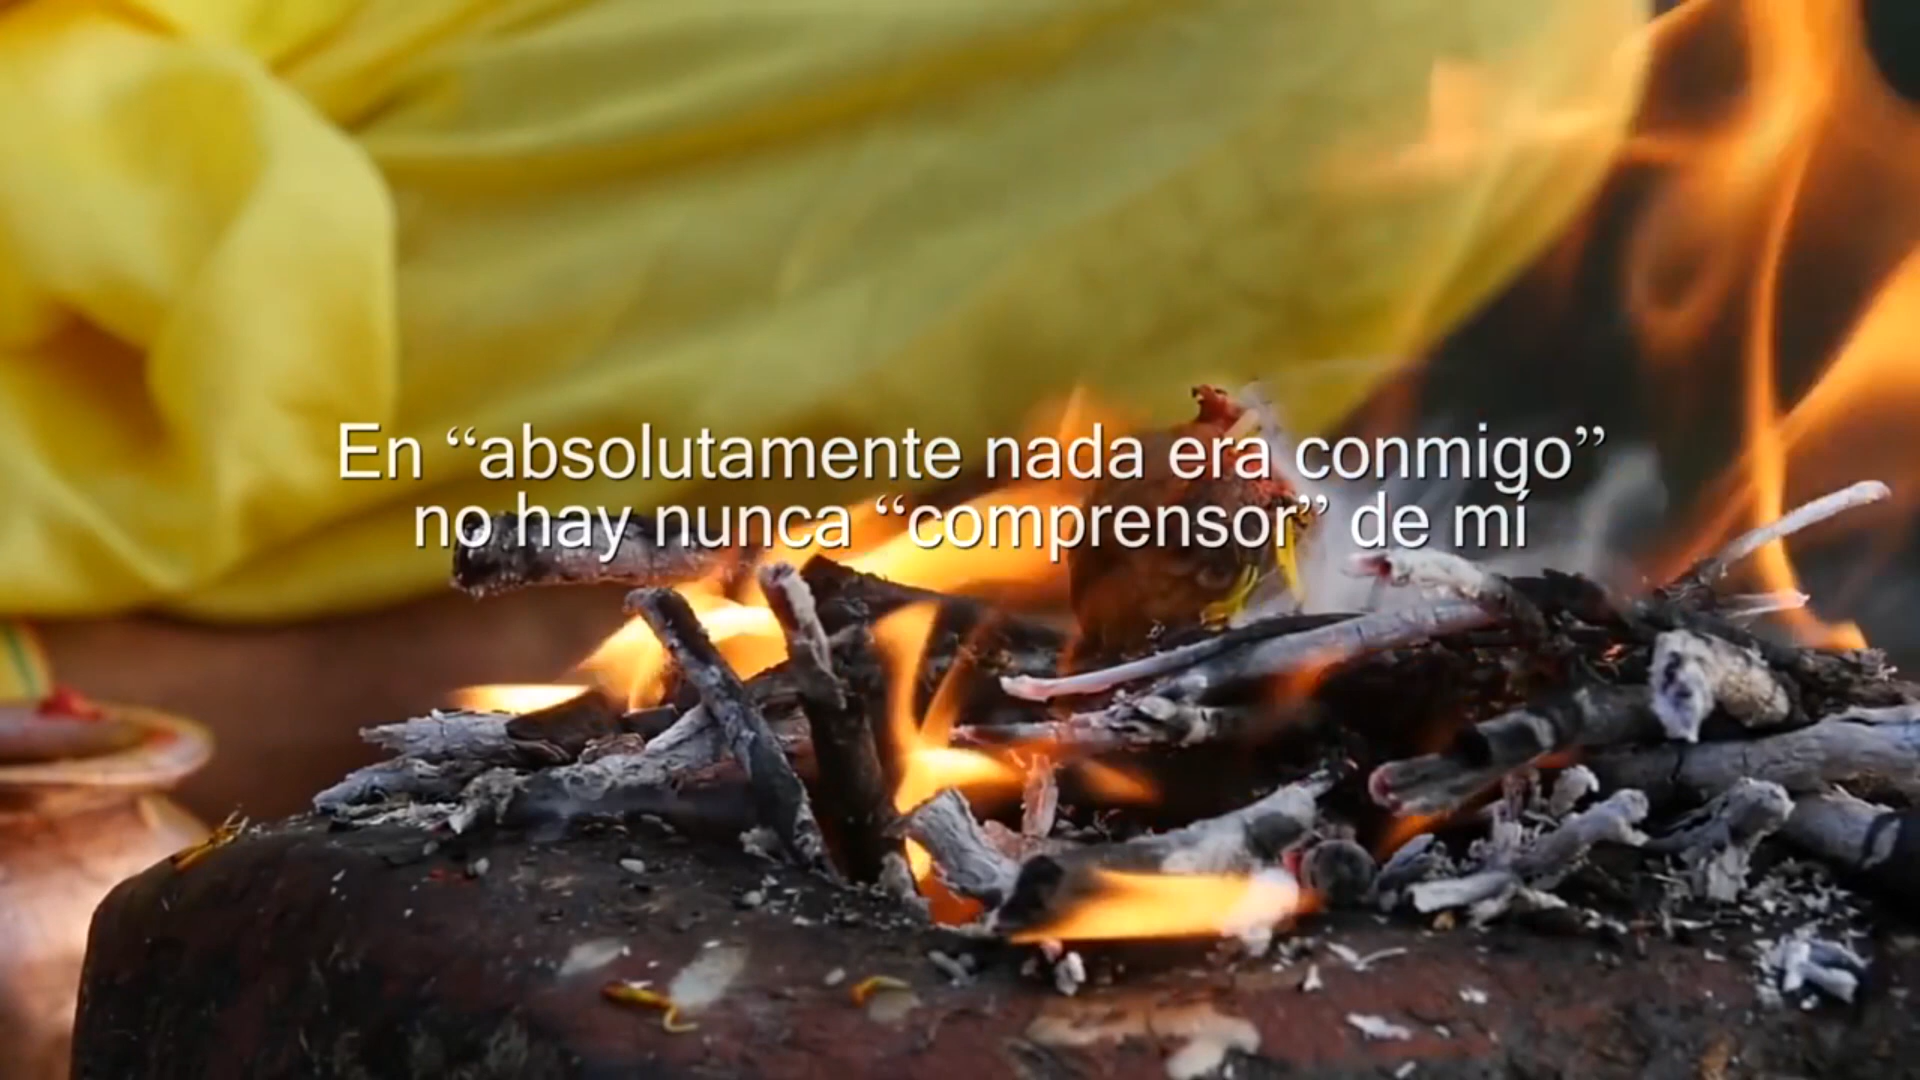 En “absolutamente nada era conmigo”
no hay nunca “comprensor” de mí